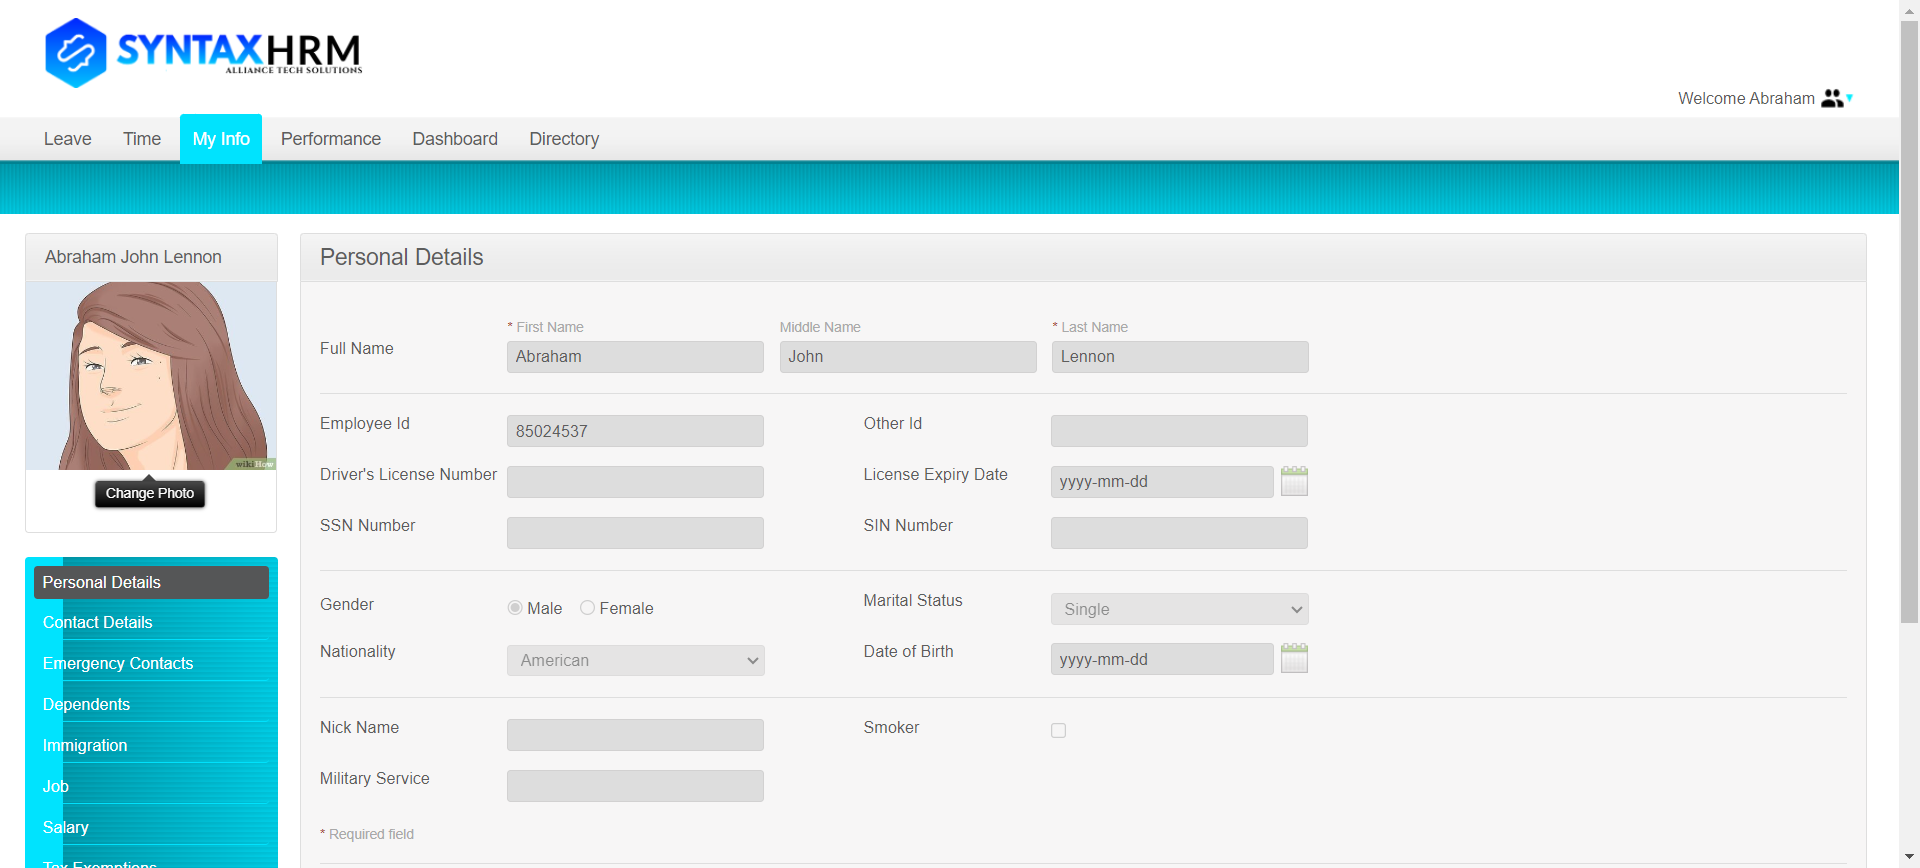 SYNTAXHRM
ALLIANCE TECH SOLUTIONS
Welcome Abraham
Leave Time My Info Performance Dashboard Directory
Abraham John Lennon
wikiHow
Change Photo
Personal Details
Contact Details
Emergency Contacts
Dependents
Immigration
Job
Salary
Tax Exemptions
Personal Details
* First Name Middle Name * Last Name
Full Name Abraham John Lennon
Employee Id 85024537 Other Id
Driver's License Number License Expiry Date yyyy-mm-dd
SSN Number SIN Number
Gender Male Female Marital Status Single
Nationality American Date of Birth yyyy-mm-dd
Nick Name Smoker
Military Service
* Required field